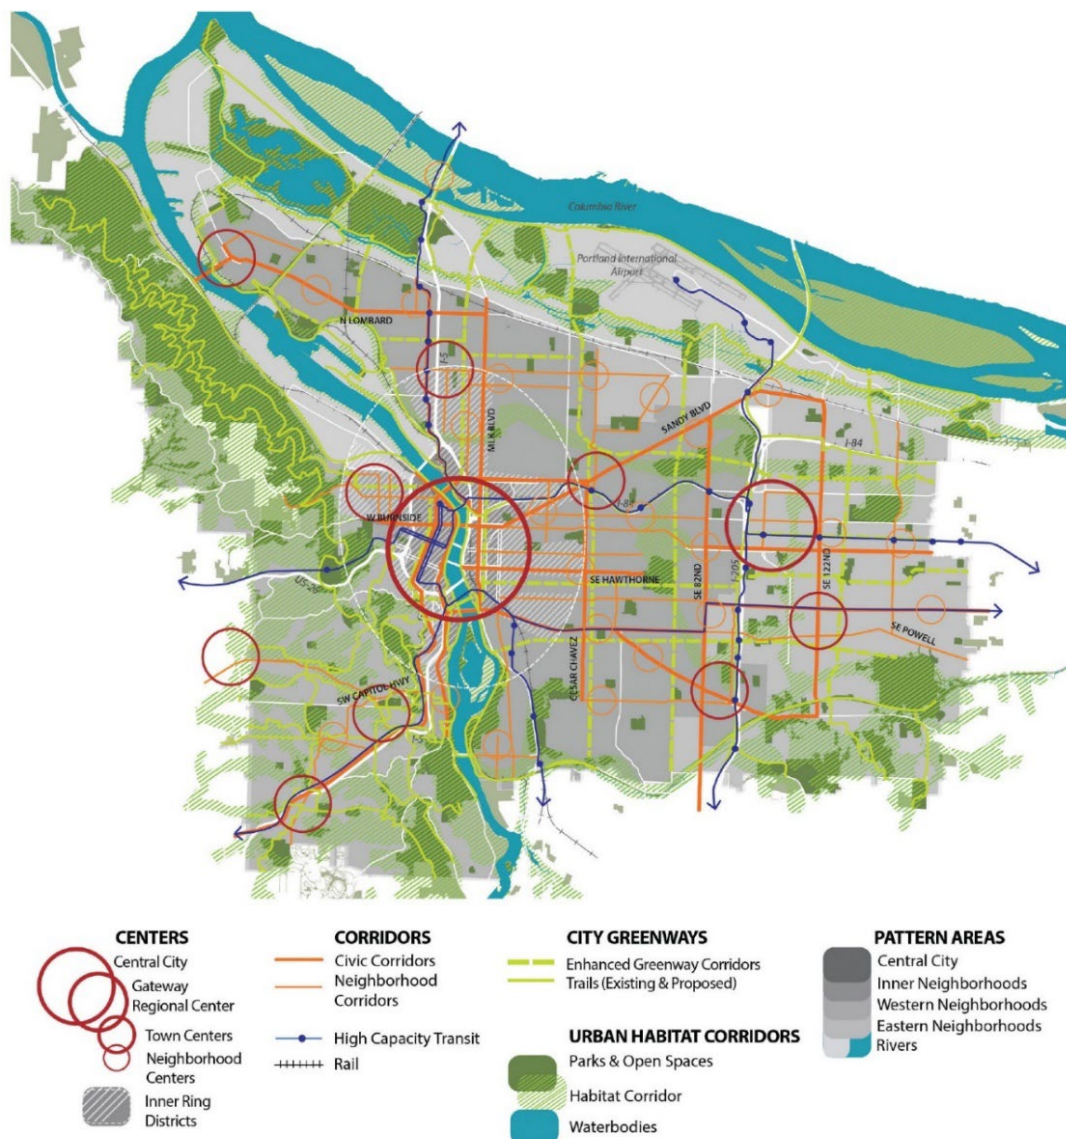 Columbia River
Portland International
Airport
N LOMBARD
I-5
MLK BLVD
SANDY BLVD
I-84
W BURNSIDE
I-84
US-26
SE HAWTHORNE
SE 82ND
I-205
SE 122ND
CESAR CHAVEZ
SE POWELL
SW CAPITOL HWY
I-5
CENTERS
Central City
Gateway
Regional Center
Town Centers
Neighborhood
Centers
Inner Ring
Districts
CORRIDORS
Civic Corridors
Neighborhood
Corridors
High Capacity Transit
Rail
CITY GREENWAYS
Enhanced Greenway Corridors
Trails (Existing & Proposed)
URBAN HABITAT CORRIDORS
Parks & Open Spaces
Habitat Corridor
Waterbodies
PATTERN AREAS
Central City
Inner Neighborhoods
Western Neighborhoods
Eastern Neighborhoods
Rivers